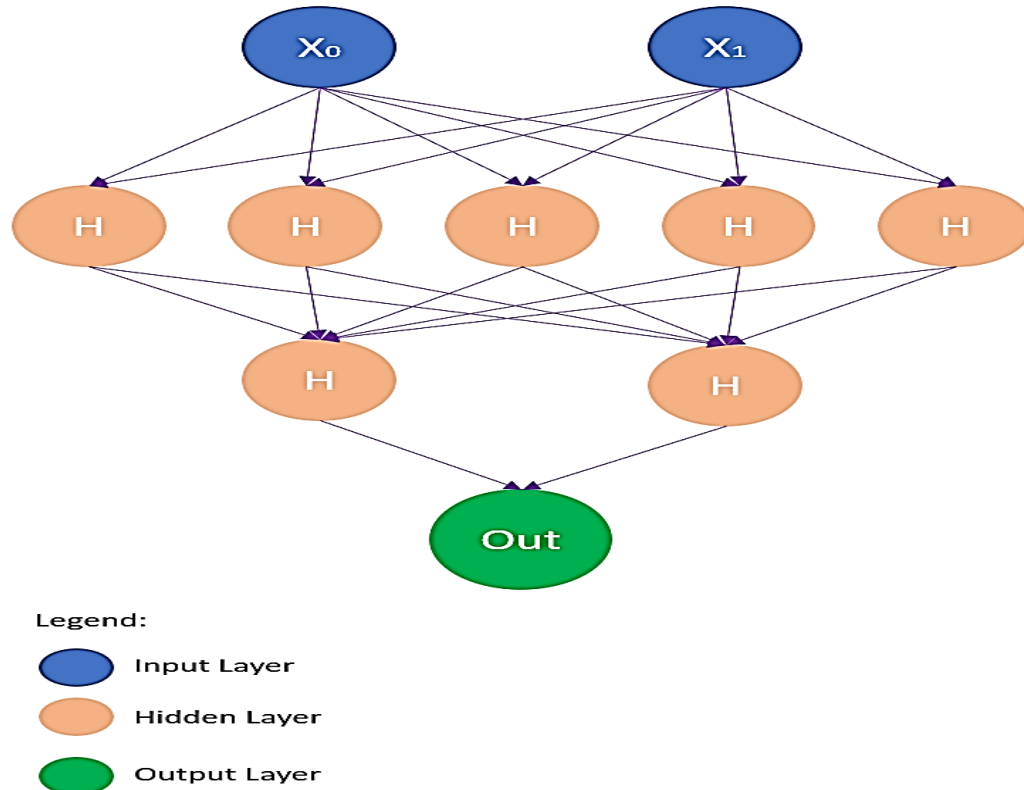 X₀ X₁
H H H H H
H H
Out
Legend:
Input Layer
Hidden Layer
Output Layer